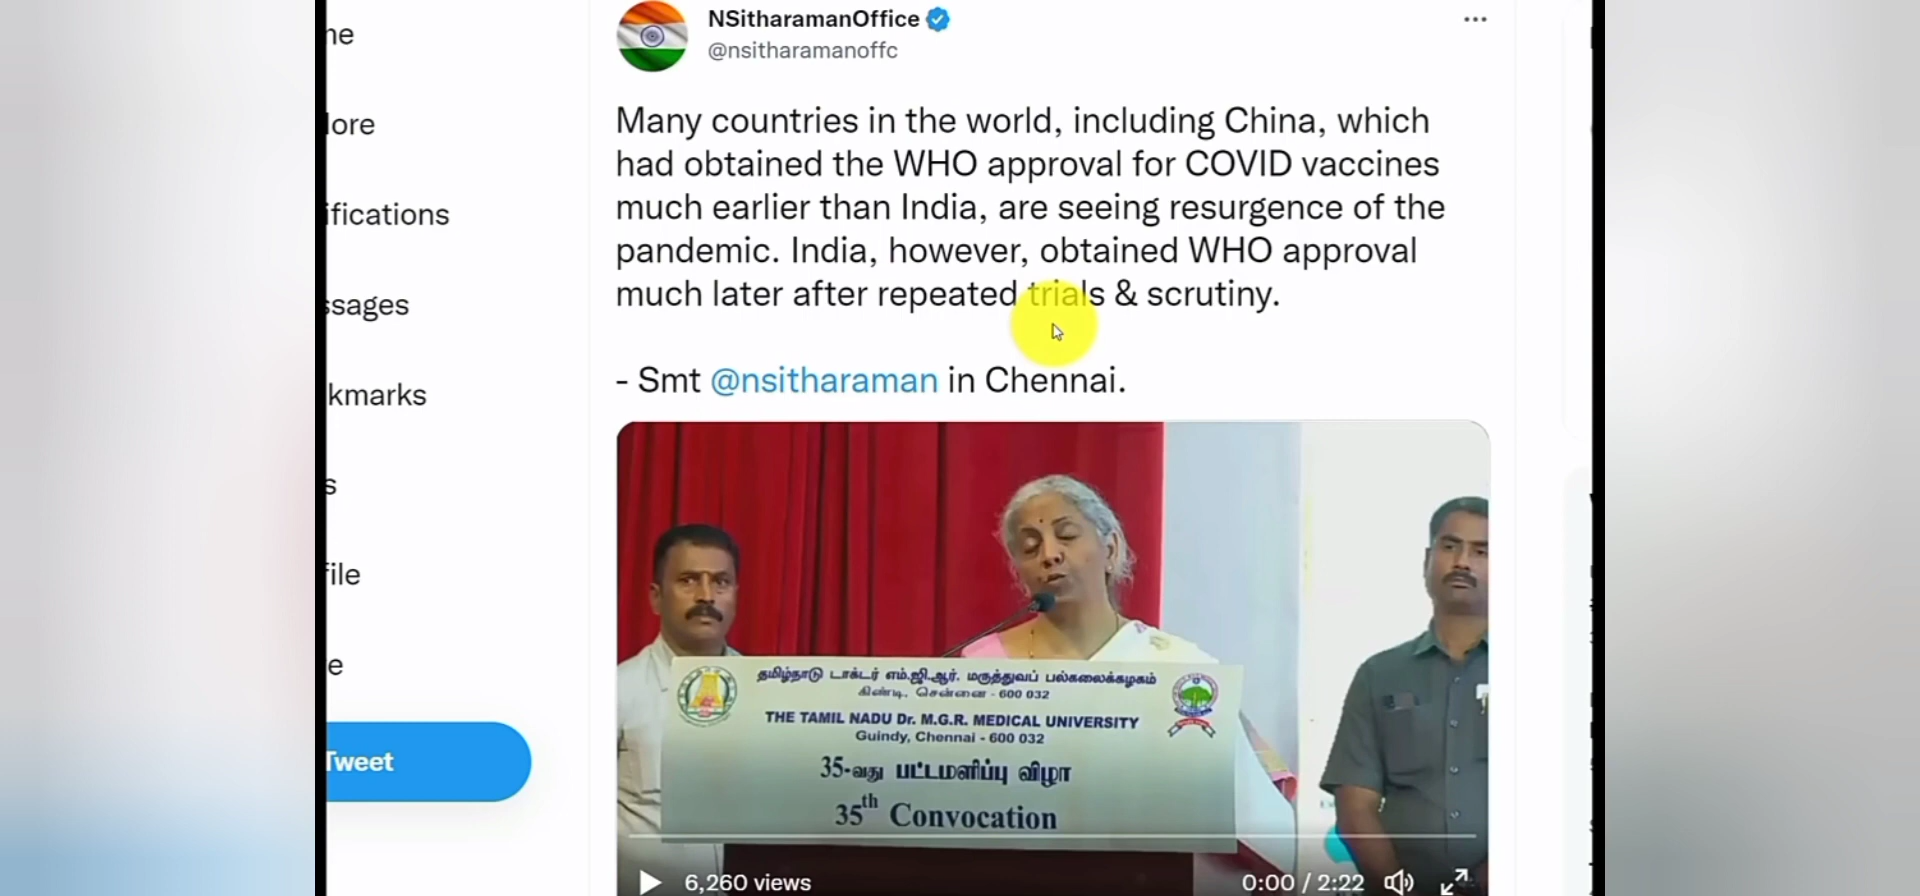 me
NSitharamanOffice
@nsitharamanoffc
lore
Many countries in the world, including China, which
had obtained the WHO approval for COVID vaccines
ifications
much earlier than India, are seeing resurgence of the
pandemic. India, however, obtained WHO approval
ssages
much later after repeated trials & scrutiny.
kmarks
- Smt @nsitharaman in Chennai.
s
file
e
Tweet
தமிழ்நாடு டாக்டர் எம்.ஜி.ஆர். மருத்துவப் பல்கலைக்கழகம்
கிண்டி, சென்னை - 600 032
THE TAMIL NADU Dr. M.G.R. MEDICAL UNIVERSITY
Guindy, Chennai - 600 032
35-வது பட்டமளிப்பு விழா
35th Convocation
6,260 views
0:00 / 2:22